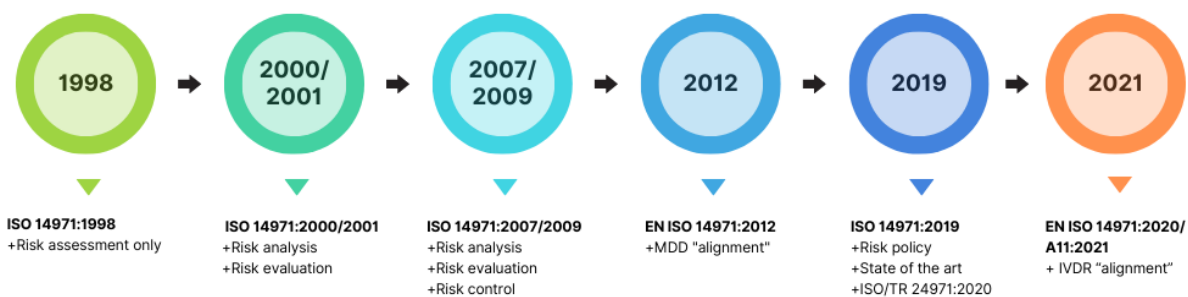 1998
2000/
2001
2007/
2009
2012
2019
2021
ISO 14971:1998
+Risk assessment only
ISO 14971:2000/2001
+Risk analysis
+Risk evaluation
ISO 14971:2007/2009
+Risk analysis
+Risk evaluation
+Risk control
EN ISO 14971:2012
+MDD "alignment"
ISO 14971:2019
+Risk policy
+State of the art
+ISO/TR 24971:2020
EN ISO 14971:2020/
A11:2021
+ IVDR “alignment”